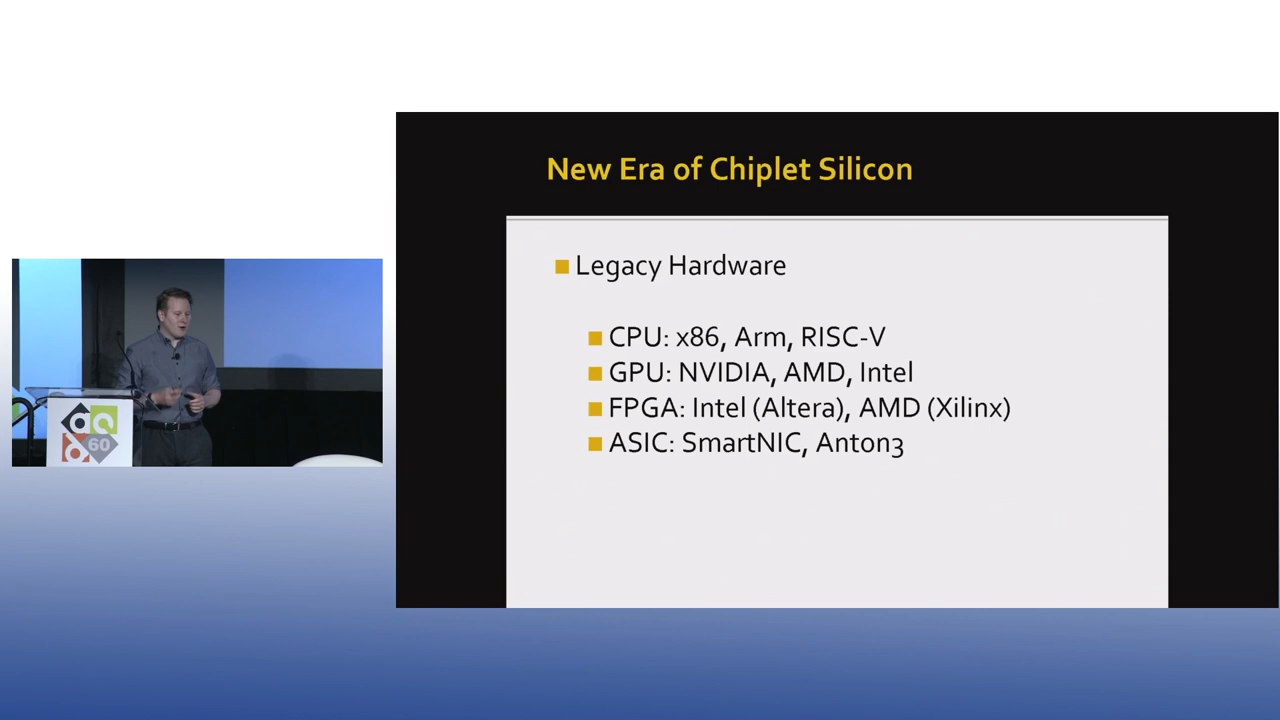 New Era of Chiplet Silicon
Legacy Hardware
CPU: x86, Arm, RISC-V
GPU: NVIDIA, AMD, Intel
FPGA: Intel (Altera), AMD (Xilinx)
ASIC: SmartNIC, Anton3
60